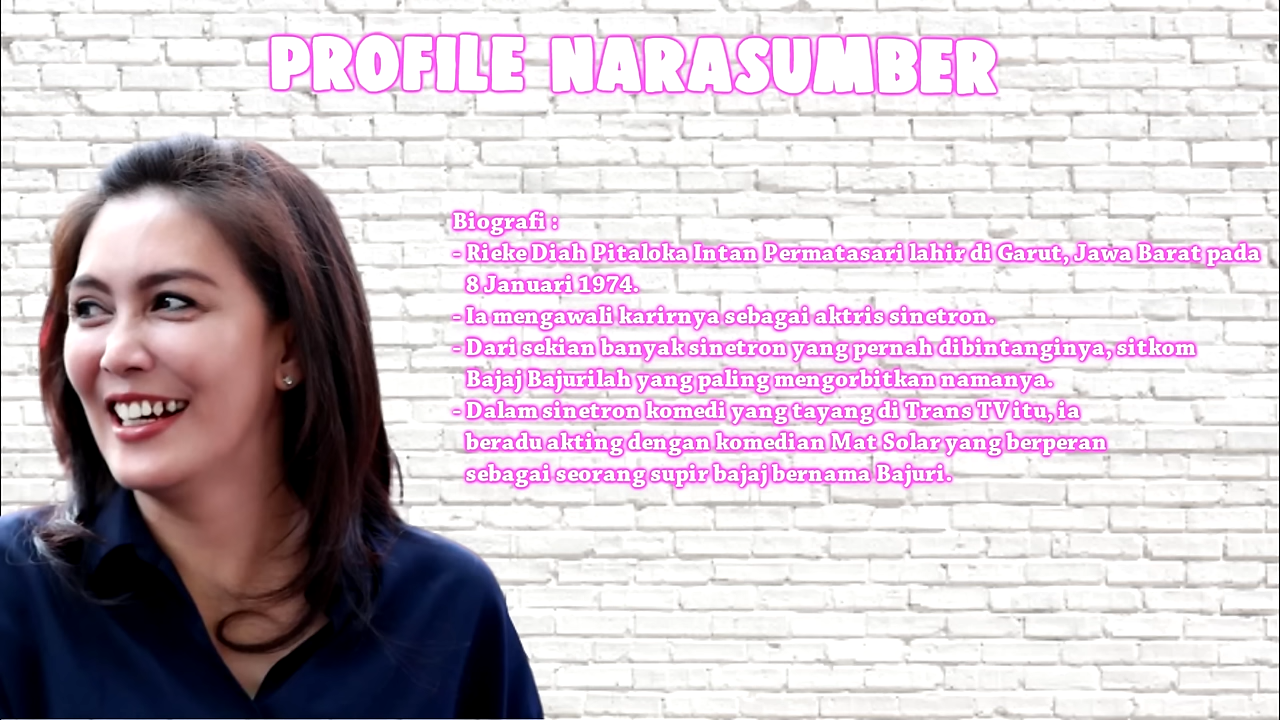 PROFILE NARASUMBER
Biografi :
- Rieke Diah Pitaloka Intan Permatasari lahir di Garut, Jawa Barat pada
8 Januari 1974.
- Ia mengawali karirnya sebagai aktris sinetron.
- Dari sekian banyak sinetron yang pernah dibintanginya, sitkom
Bajaj Bajurilah yang paling mengorbitkan namanya.
- Dalam sinetron komedi yang tayang di Trans TV itu, ia
beradu akting dengan komedian Mat Solar yang berperan
sebagai seorang supir bajaj bernama Bajuri.